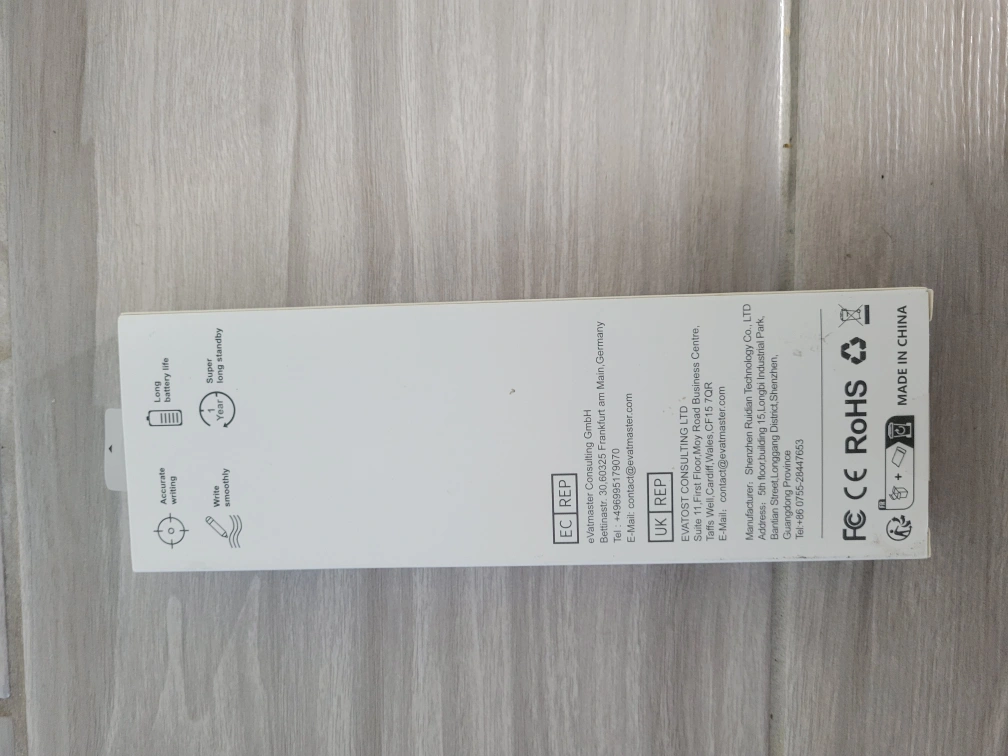 Accurate
writing
Long
battery life
Write
smoothly
1
Year
Super
long standby
EC REP
eVatmaster Consulting GmbH
Bettinastr. 30,60325 Frankfurt am Main,Germany
Tel : +496995179070
E-Mail: contact@evatmaster.com
UK REP
EVATOST CONSULTING LTD
Suite 11,First Floor,Moy Road Business Centre,
Taffs Well,Cardiff,Wales,CF15 7QR
E-Mail: contact@evatmaster.com
Manufacturer: Shenzhen Ruidian Technology Co., LTD
Address: 5th floor,building 15,Longbi Industrial Park,
Bantian Street,Longgang District,Shenzhen,
Guangdong Province
Tel:+86 0755-28447653
FC CE RoHS
MADE IN CHINA